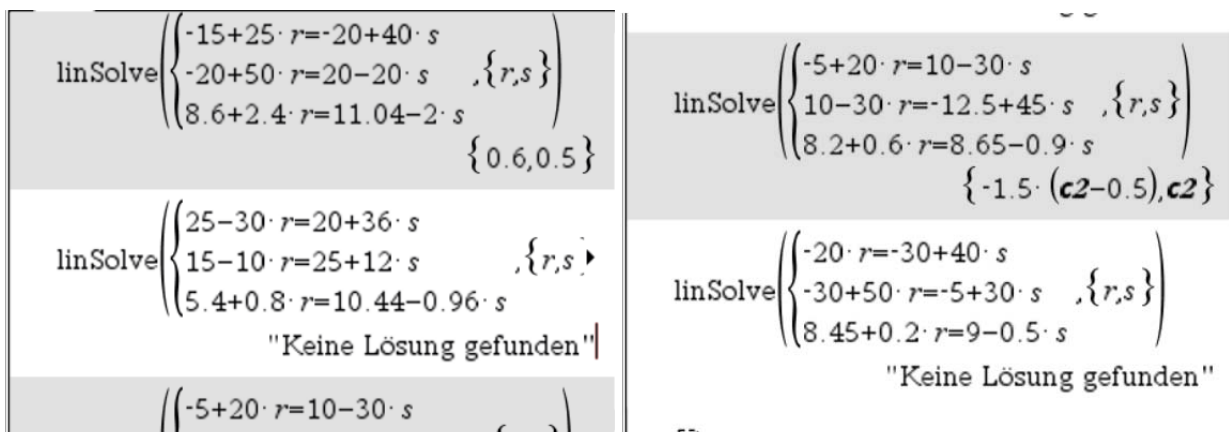 linSolve({-15+25· r=-20+40· s
-20+50· r=20-20· s
8.6+2.4· r=11.04-2· s ,{r,s})
{0.6,0.5}
linSolve({25-30· r=20+36· s
15-10· r=25+12· s
5.4+0.8· r=10.44-0.96· s ,{r,s
"Keine Lösung gefunden"
-5+20· r=10-30· s
linSolve({-5+20· r=10-30· s
10-30· r=-12.5+45· s
8.2+0.6· r=8.65-0.9· s ,{r,s})
{-1.5· (c2-0.5),c2}
linSolve({-20· r=-30+40· s
-30+50· r=-5+30· s
8.45+0.2· r=9-0.5· s ,{r,s})
"Keine Lösung gefunden"